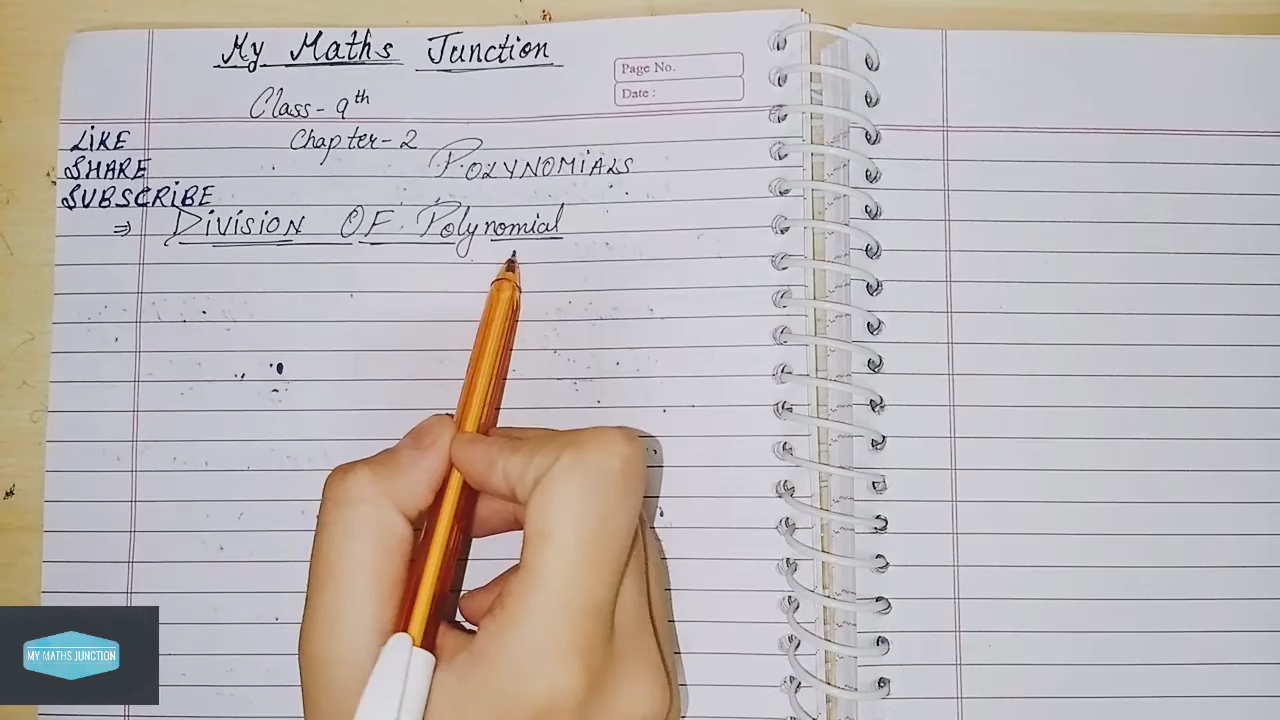 My Maths Junction
Page No.
Date :
Class - 9th
Chapter - 2
LiKE
POLYNOMiALS
SHARE
SUBSCRiBE
⇒ DiViSiON OF Polynomial
MY MATHS JUNCTION